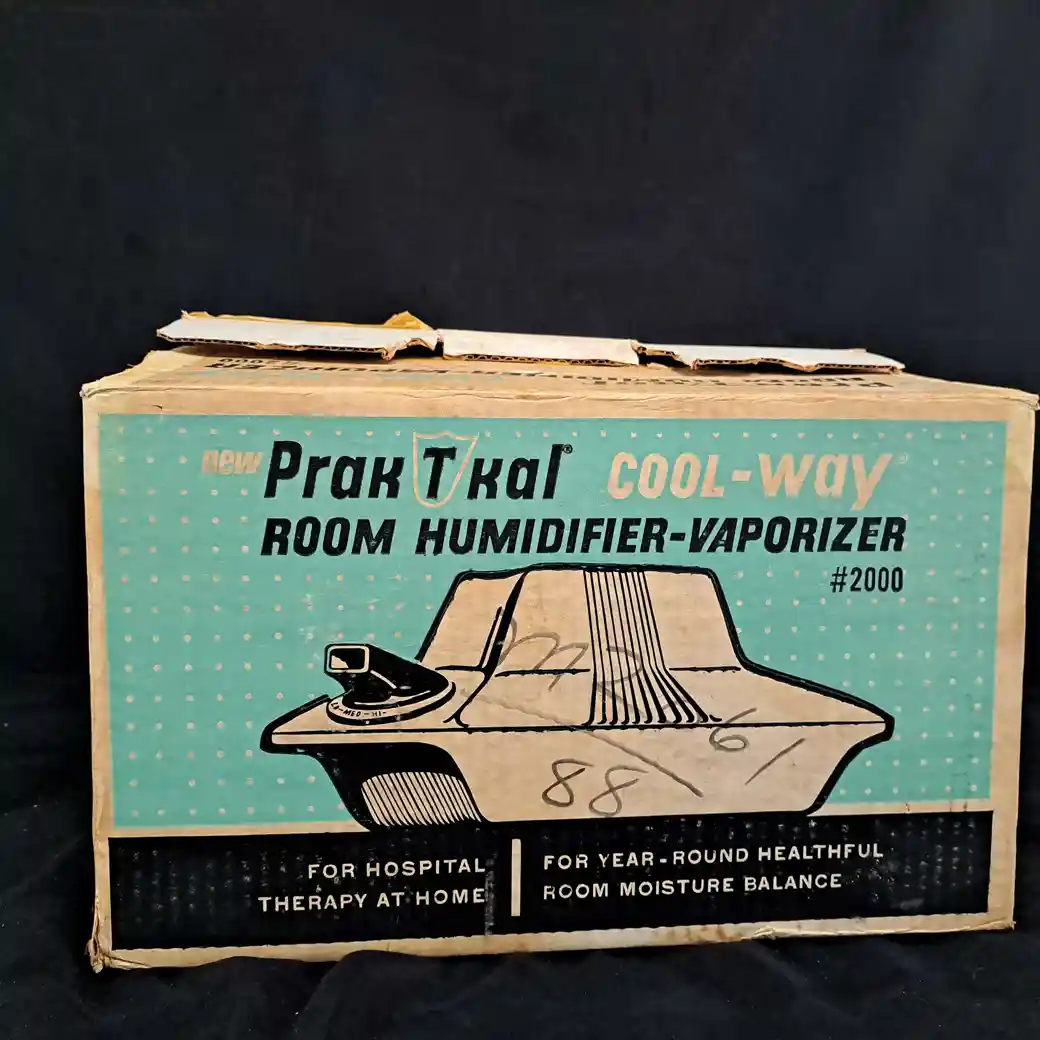 new PrakTkal® COOL-Way®
ROOM HUMIDIFIER-VAPORIZER
#2000
LO-MED-HI-
88
61
FOR HOSPITAL
THERAPY AT HOME
FOR YEAR-ROUND HEALTHFUL
ROOM MOISTURE BALANCE